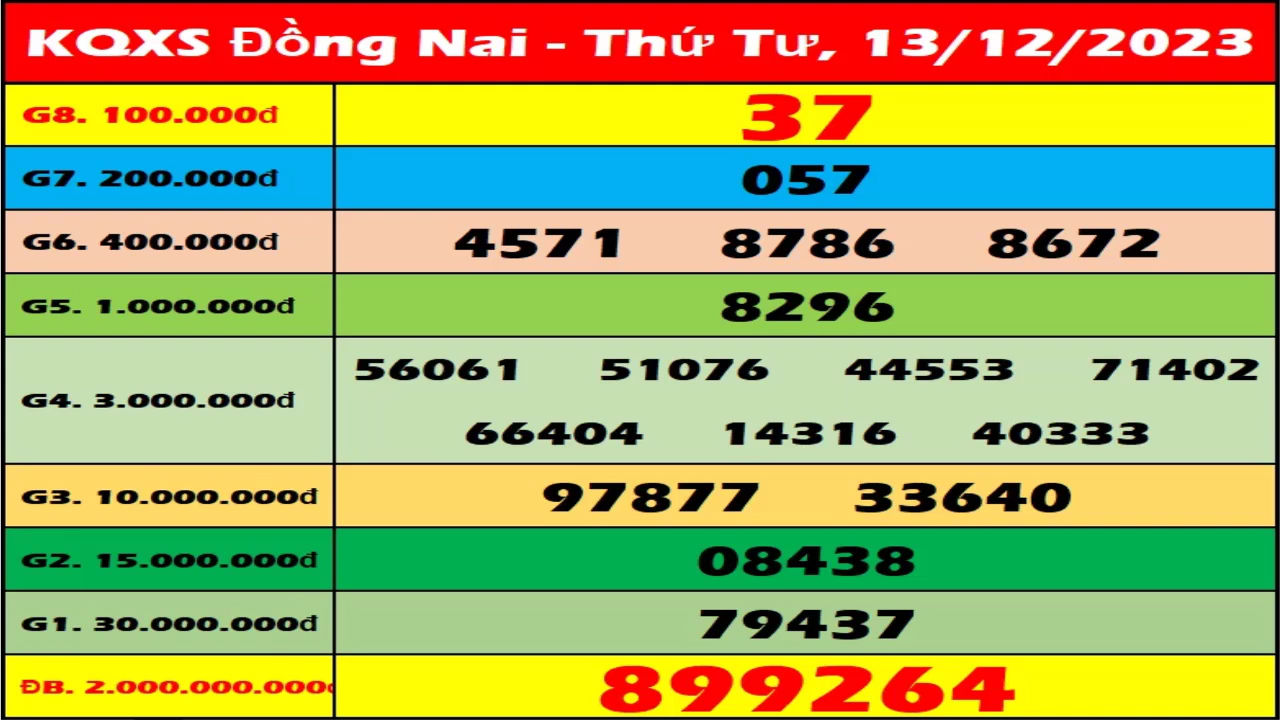 KQXS Đồng Nai - Thứ Tư, 13/12/2023
G8. 100.000đ 37
G7. 200.000đ 057
G6. 400.000đ 4571 8786 8672
G5. 1.000.000đ 8296
56061 51076 44553 71402
G4. 3.000.000đ
66404 14316 40333
G3. 10.000.000đ 97877 33640
G2. 15.000.000đ 08438
G1. 30.000.000đ 79437
ĐB. 2.000.000.000đ 899264